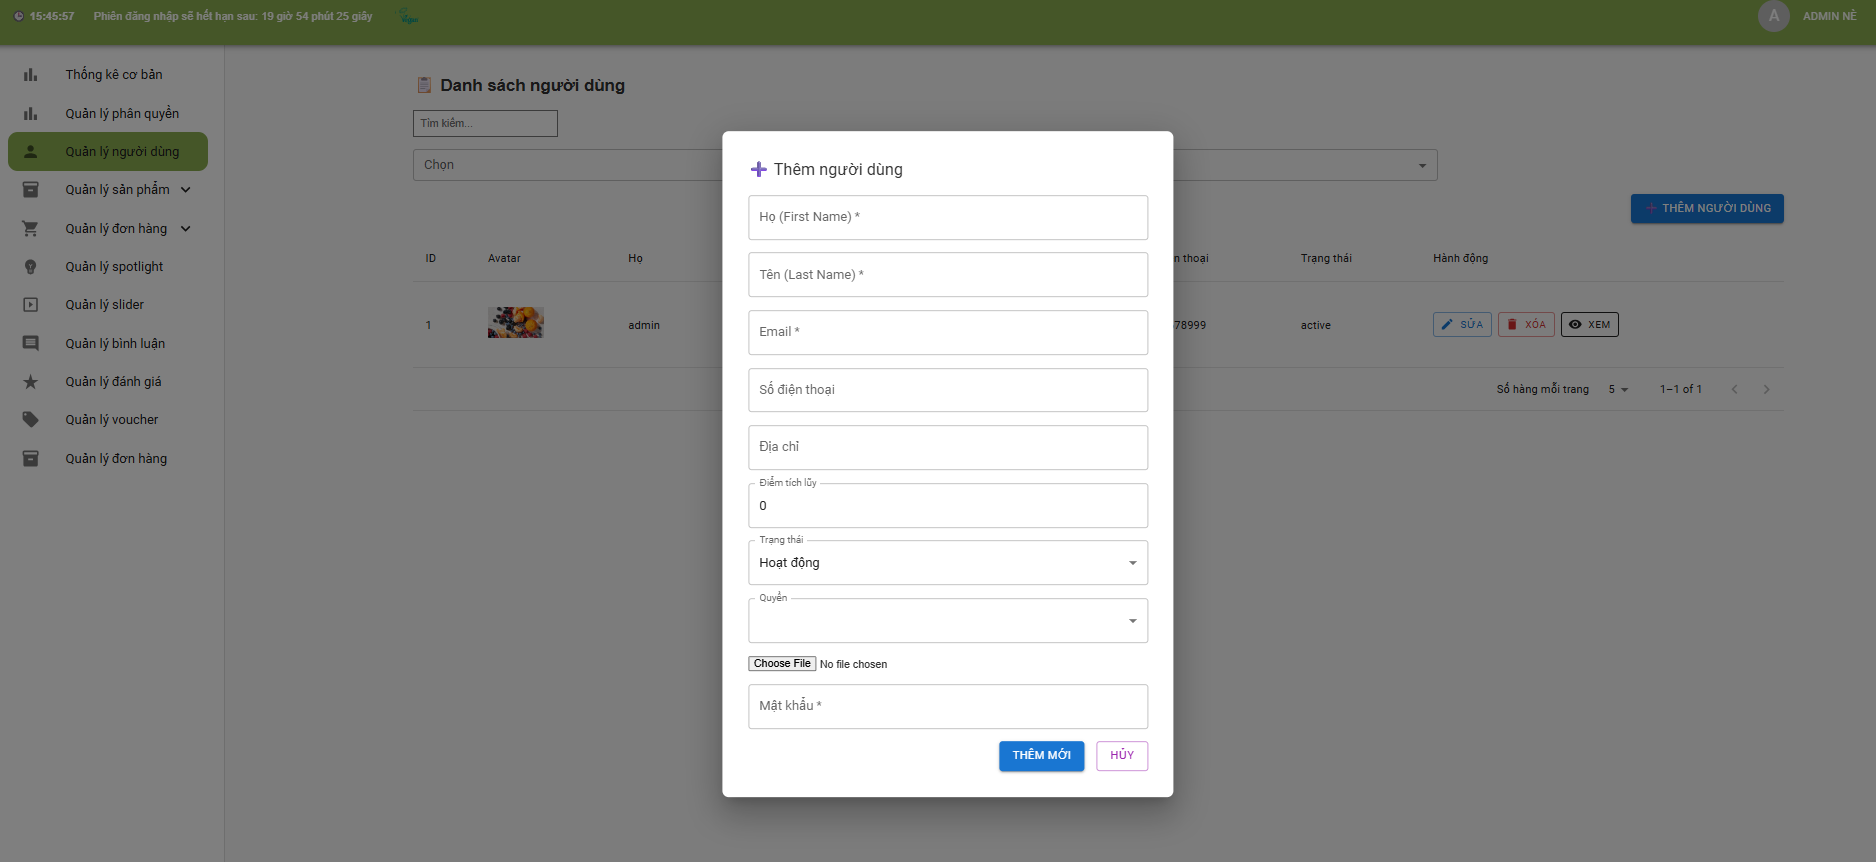 15:45:57 Phiên đăng nhập sẽ hết hạn sau: 19 giờ 54 phút 25 giây
A ADMIN NÈ
Thống kê cơ bản
Quản lý phân quyền
Quản lý người dùng
Quản lý sản phẩm
Quản lý đơn hàng
Quản lý spotlight
Quản lý slider
Quản lý bình luận
Quản lý đánh giá
Quản lý voucher
Quản lý đơn hàng
Danh sách người dùng
Tìm kiếm...
Chọn
THÊM NGƯỜI DÙNG
ID Avatar Họ thoại Trạng thái Hành động
1 admin 78999 active SỬA XÓA XEM
Số hàng mỗi trang 5 1–1 of 1
Thêm người dùng
Họ (First Name) *
Tên (Last Name) *
Email *
Số điện thoại
Địa chỉ
Điểm tích lũy
0
Trạng thái
Hoạt động
Quyền
Choose File No file chosen
Mật khẩu *
THÊM MỚI HỦY